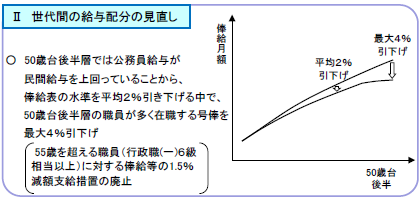 Ⅱ 世代間の給与配分の見直し
○ 50歳台後半層では公務員給与が
民間給与を上回っていることから、
俸給表の水準を平均2%引き下げる中で、
50歳台後半層の職員が多く在職する号俸を
最大4%引下げ
55歳を超える職員(行政職(一)6級
相当以上)に対する俸給等の1.5%
減額支給措置の廃止
俸給月額
最大4%
引下げ
平均2%
引下げ
50歳台
後半